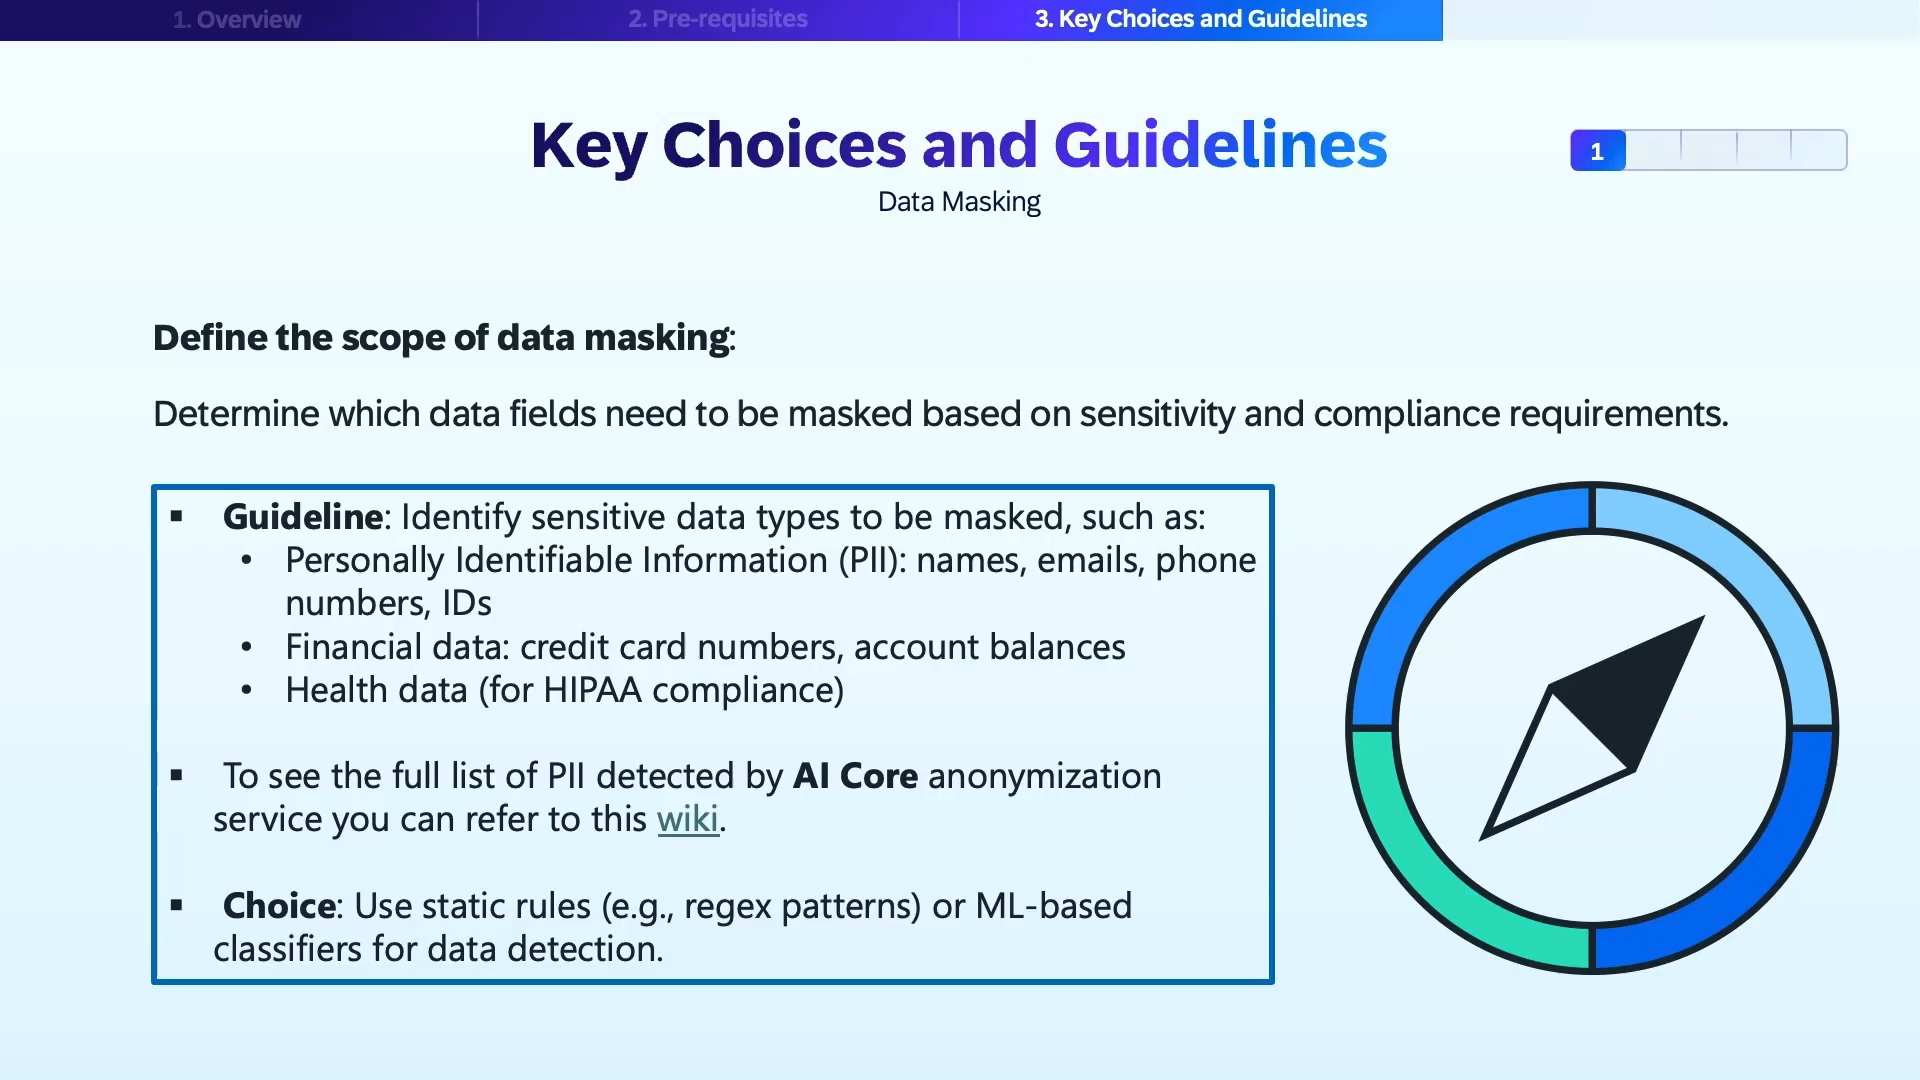 1. Overview
2. Pre-requisites
3. Key Choices and Guidelines
Key Choices and Guidelines
1
Data Masking
Define the scope of data masking:
Determine which data fields need to be masked based on sensitivity and compliance requirements.
▪ Guideline: Identify sensitive data types to be masked, such as:
• Personally Identifiable Information (PII): names, emails, phone
numbers, IDs
• Financial data: credit card numbers, account balances
• Health data (for HIPAA compliance)
▪ To see the full list of PII detected by AI Core anonymization
service you can refer to this wiki.
▪ Choice: Use static rules (e.g., regex patterns) or ML-based
classifiers for data detection.